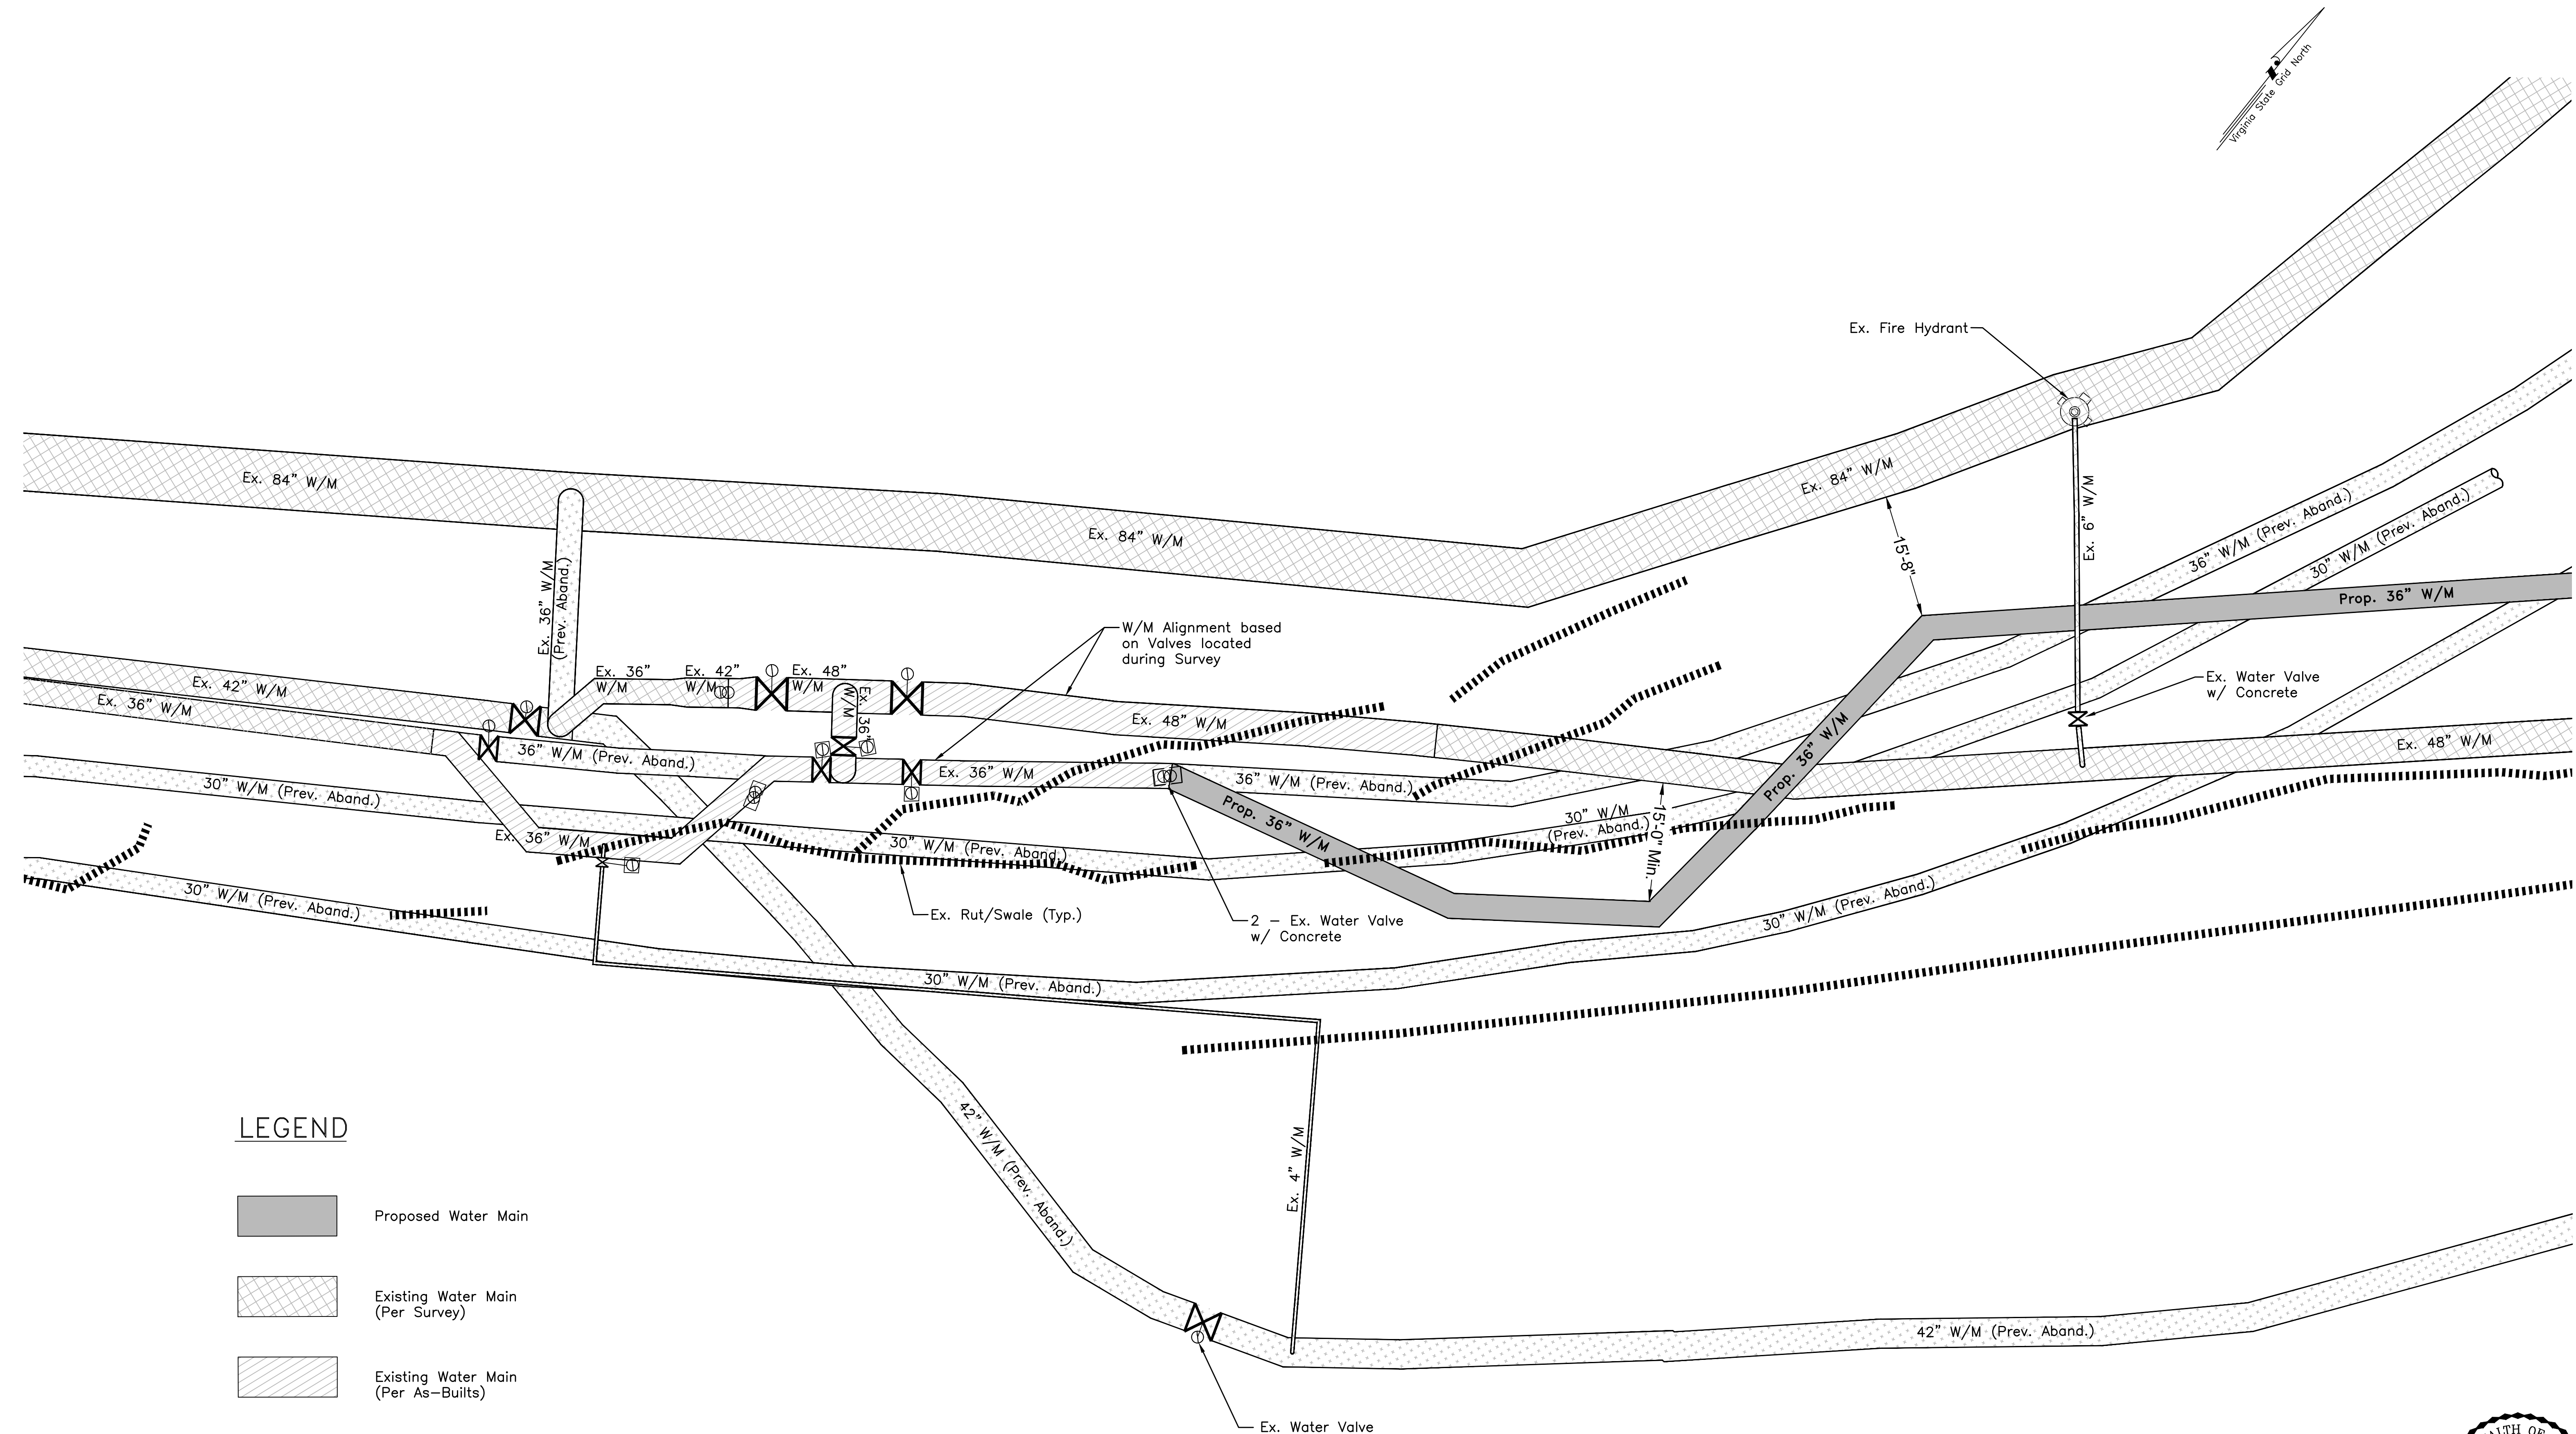 Virginia State Grid North
Ex. Fire Hydrant
Ex. 84" W/M
Ex. 84" W/M
Ex. 84" W/M
Ex. 6" W/M
15'-8"
36" W/M (Prev. Aband.)
30" W/M (Prev. Aband.)
Prop. 36" W/M
Ex. 36" W/M
(Prev. Aband.)
W/M Alignment based
on Valves located
during Survey
Ex. Water Valve
w/ Concrete
Ex. 42" W/M
Ex. 36" W/M
Ex. 36"
W/M
Ex. 42"
W/M
Ex. 48"
W/M
Ex. 36"
W/M
Ex. 48" W/M
Ex. 48" W/M
36" W/M (Prev. Aband.)
Ex. 36" W/M
36" W/M (Prev. Aband.)
Prop. 36" W/M
Prop. 36" W/M
30" W/M
(Prev. Aband.)
15'-0" Min.
30" W/M (Prev. Aband.)
Ex. 36" W/M
30" W/M (Prev. Aband.)
30" W/M (Prev. Aband.)
Ex. Rut/Swale (Typ.)
2 - Ex. Water Valve
w/ Concrete
30" W/M (Prev. Aband.)
30" W/M (Prev. Aband.)
42" W/M (Prev. Aband.)
Ex. 4" W/M
42" W/M (Prev. Aband.)
Ex. Water Valve
LEGEND
Proposed Water Main
Existing Water Main
(Per Survey)
Existing Water Main
(Per As-Builts)
LTH OF